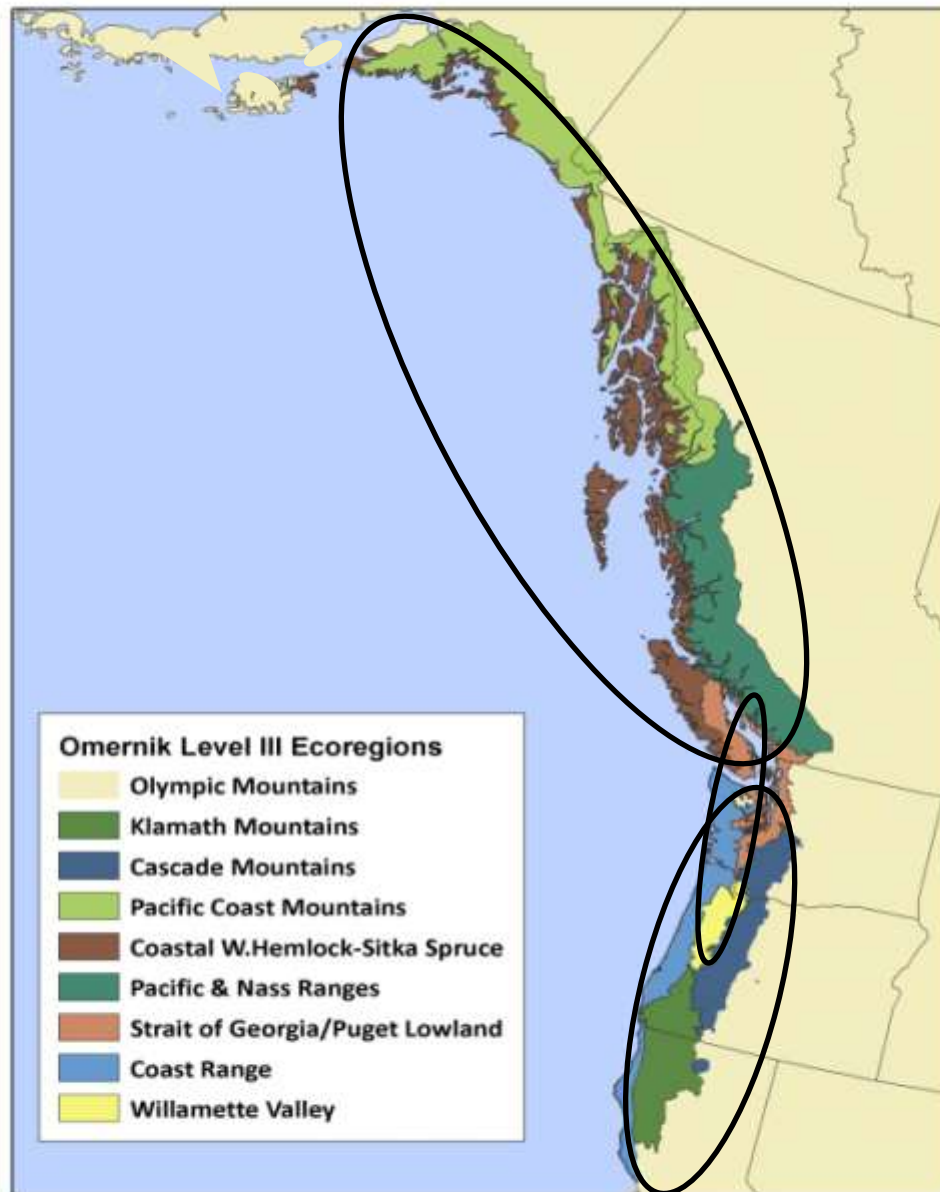 Omernik Level III Ecoregions
Olympic Mountains
Klamath Mountains
Cascade Mountains
Pacific Coast Mountains
Coastal W.Hemlock-Sitka Spruce
Pacific & Nass Ranges
Strait of Georgia/Puget Lowland
Coast Range
Willamette Valley